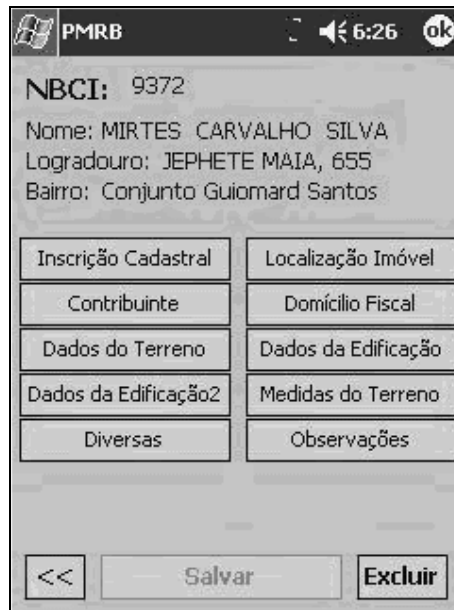 PMRB 6:26 ok
NBCI: 9372
Nome: MIRTES CARVALHO SILVA
Logradouro: JEPHETE MAIA, 655
Bairro: Conjunto Guiomard Santos
Inscrição Cadastral Localização Imóvel
Contribuinte Domícilio Fiscal
Dados do Terreno Dados da Edificação
Dados da Edificação2 Medidas do Terreno
Diversas Observações
<< Salvar Excluir